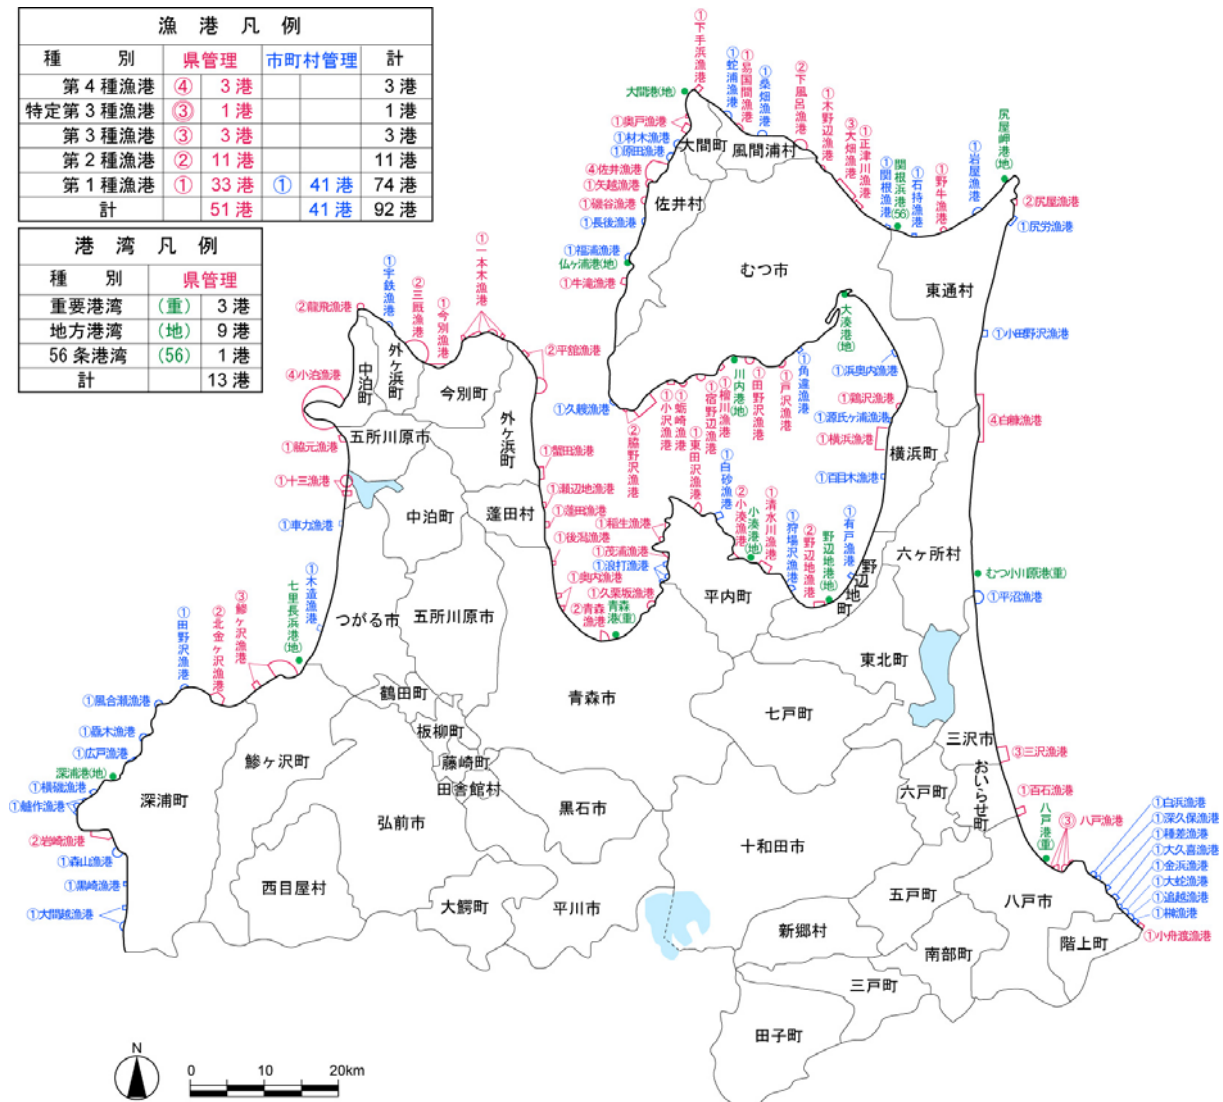 漁港凡例
種別 県管理 市町村管理 計
第4種漁港 ④ 3港 3港
特定第3種漁港 ③ 1港 1港
第3種漁港 ③ 3港 3港
第2種漁港 ② 11港 11港
第1種漁港 ① 33港 ① 41港 74港
計 51港 41港 92港
港湾凡例
種別 県管理
重要港湾 (重) 3港
地方港湾 (地) 9港
56条港湾 (56) 1港
計 13港
①下手浜漁港
①蛇浦漁港
①易国間漁港
①桑畑漁港
②下風呂漁港
①木野辺漁港
③大畑漁港
①正津川漁港
①関根漁港
関根浜港(56)
①石持漁港
①野牛漁港
①岩屋漁港
尻屋岬港(地)
②尻屋漁港
①尻労漁港
大間港(地)
①奥戸漁港
①材木漁港
①原田漁港
④佐井漁港
①矢越漁港
①磯谷漁港
①長後漁港
①福浦漁港
仏ヶ浦港(地)
①牛滝漁港
大間町
風間浦村
佐井村
むつ市
東通村
①小田野沢漁港
④白糠漁港
大湊港(地)
①浜奥内漁港
①角違漁港
①戸沢漁港
①田野沢漁港
川内港(地)
①檜川漁港
①宿野辺漁港
①蛎崎漁港
①小沢漁港
②脇野沢漁港
①久艘漁港
①鶏沢漁港
①源氏ヶ浦漁港
①横浜漁港
①百目木漁港
横浜町
①有戸漁港
野辺地港(地)
②野辺地漁港
①狩場沢漁港
①清水川漁港
小湊港(地)
②小湊漁港
①白砂漁港
①東田沢漁港
①稲生漁港
①茂浦漁港
①浪打漁港
①久栗坂漁港
青森港(重)
②青森漁港
①奥内漁港
①後潟漁港
①蓬田漁港
①瀬辺地漁港
①蟹田漁港
②平舘漁港
①一本木漁港
①今別漁港
②三厩漁港
①宇鉄漁港
②龍飛漁港
④小泊漁港
①脇元漁港
①十三漁港
①車力漁港
①木造漁港
七里長浜港(地)
③鰺ヶ沢漁港
②北金ヶ沢漁港
①田野沢漁港
①風合瀬漁港
①轟木漁港
①広戸漁港
深浦港(地)
①横磯漁港
①艫作漁港
②岩崎漁港
①森山漁港
①黒崎漁港
①大間越漁港
中泊町
外ヶ浜町
今別町
外ヶ浜町
五所川原市
中泊町
蓬田村
つがる市
五所川原市
平内町
野辺地町
六ヶ所村
むつ小川原港(重)
①平沼漁港
東北町
七戸町
青森市
鶴田町
板柳町
藤崎町
田舎館村
鰺ヶ沢町
深浦町
弘前市
黒石市
西目屋村
大鰐町
平川市
十和田市
三沢市
六戸町
おいらせ町
③三沢漁港
①百石漁港
八戸港(重)
③八戸漁港
①白浜漁港
①深久保漁港
①種差漁港
①大久喜漁港
①金浜漁港
①大蛇漁港
①追越漁港
①榊漁港
①小舟渡漁港
五戸町
八戸市
新郷村
南部町
階上町
三戸町
田子町
N
0 10 20km